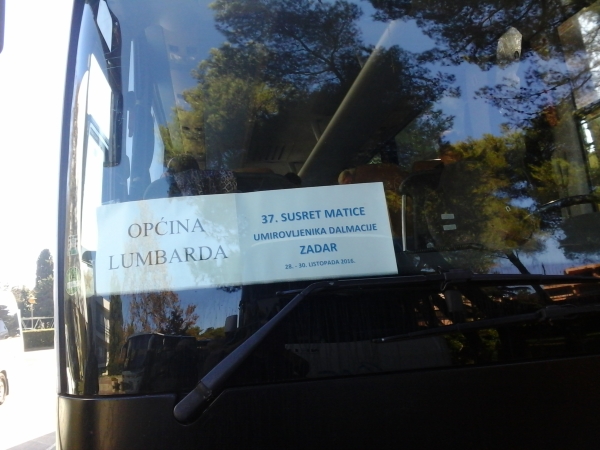 OPĆINA
LUMBARDA
37. SUSRET MATICE
UMIROVLJENIKA DALMACIJE
ZADAR
28. - 30. LISTOPADA 2016.